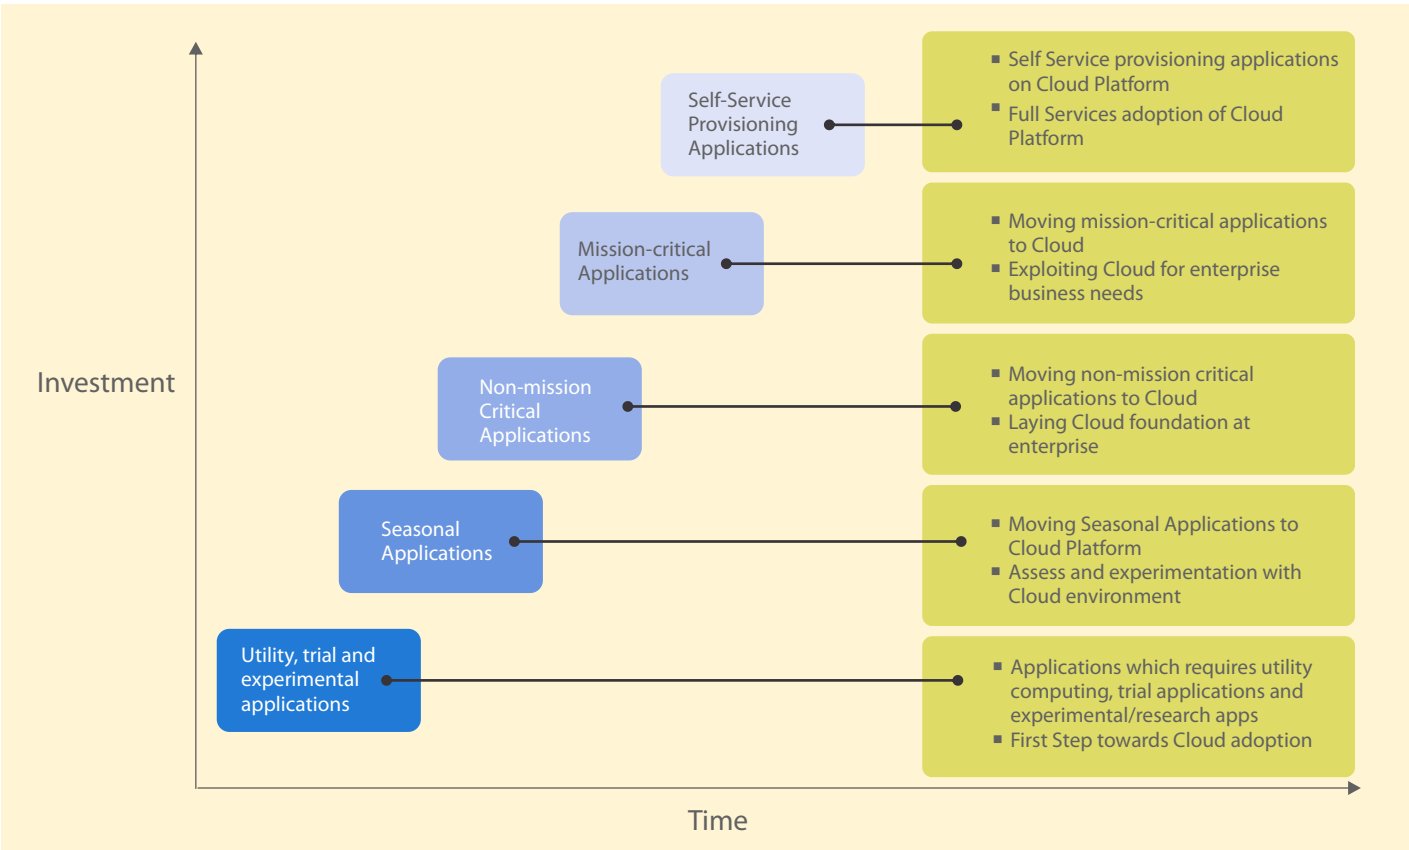 Self-Service
Provisioning
Applications
▪ Self Service provisioning applications
on Cloud Platform
▪ Full Services adoption of Cloud
Platform
Mission-critical
Applications
▪ Moving mission-critical applications
to Cloud
▪ Exploiting Cloud for enterprise
business needs
Investment
Non-mission
Critical
Applications
▪ Moving non-mission critical
applications to Cloud
▪ Laying Cloud foundation at
enterprise
Seasonal
Applications
▪ Moving Seasonal Applications to
Cloud Platform
▪ Assess and experimentation with
Cloud environment
Utility, trial and
experimental
applications
▪ Applications which requires utility
computing, trial applications and
experimental/research apps
▪ First Step towards Cloud adoption
Time